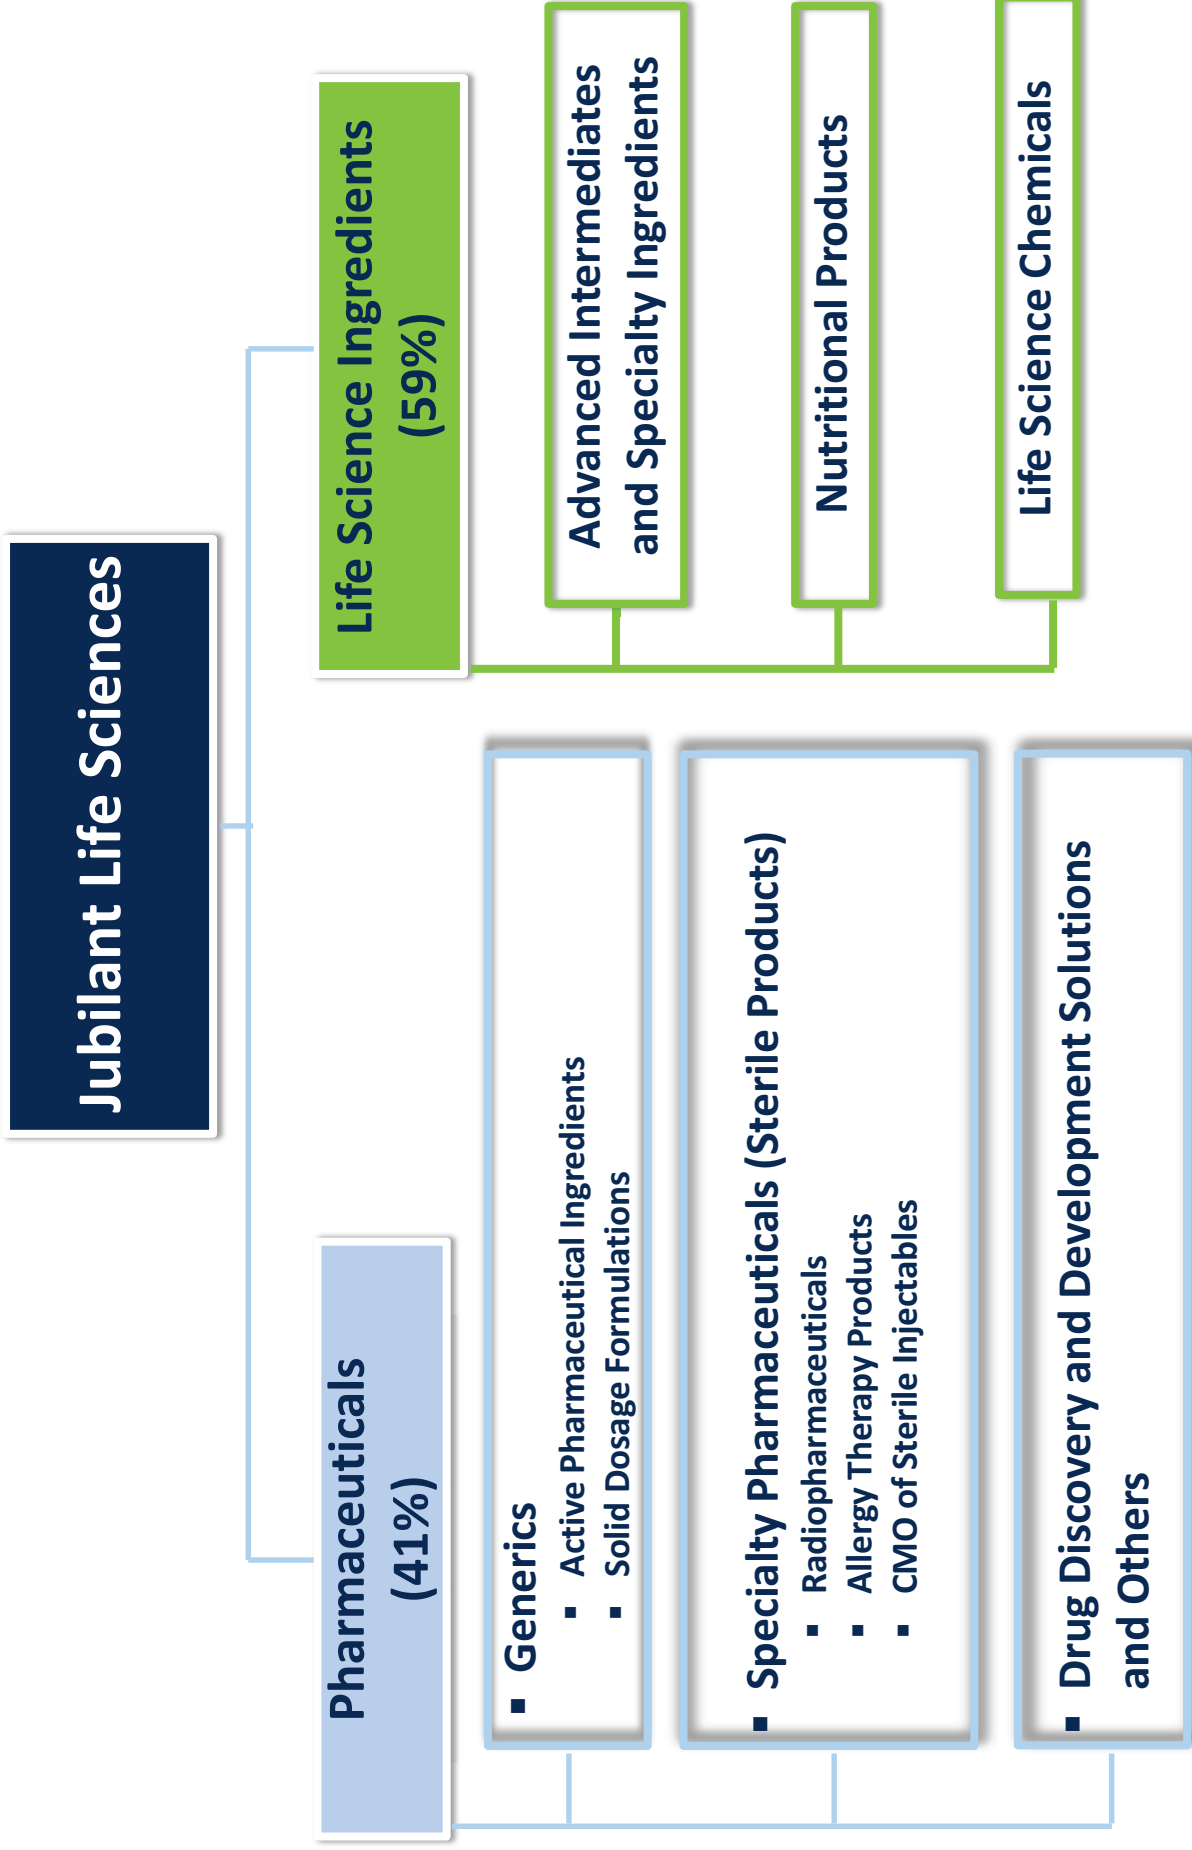 Jubilant Life Sciences
Pharmaceuticals
(41%)
▪ Generics
▪ Active Pharmaceutical Ingredients
▪ Solid Dosage Formulations
▪ Specialty Pharmaceuticals (Sterile Products)
▪ Radiopharmaceuticals
▪ Allergy Therapy Products
▪ CMO of Sterile Injectables
▪ Drug Discovery and Development Solutions
and Others
Life Science Ingredients
(59%)
Advanced Intermediates
and Specialty Ingredients
Nutritional Products
Life Science Chemicals